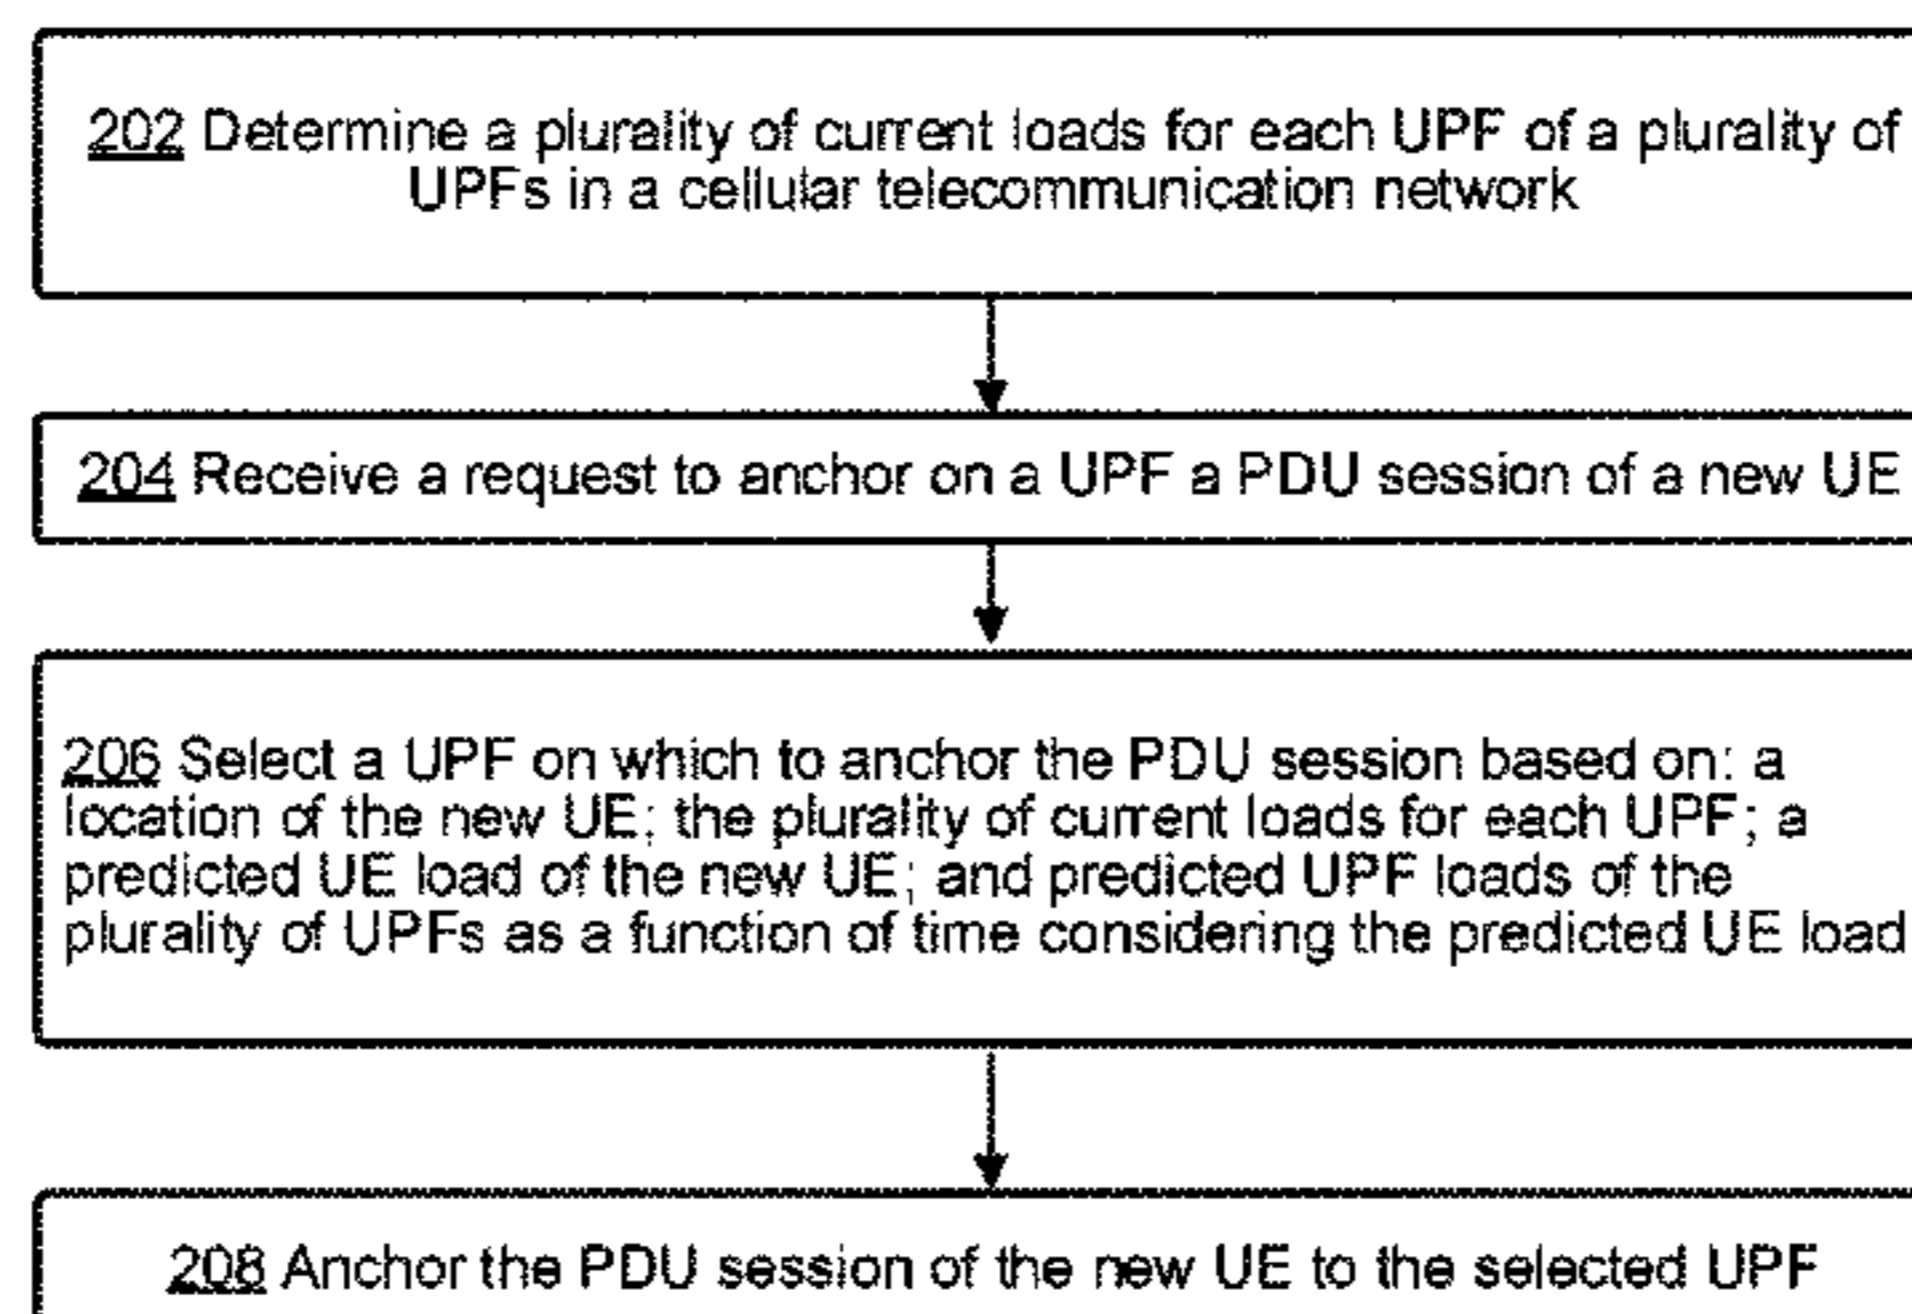 202 Determine a plurality of current loads for each UPF of a plurality of
UPFs in a cellular telecommunication network
204 Receive a request to anchor on a UPF a PDU session of a new UE
206 Select a UPF on which to anchor the PDU session based on: a
location of the new UE; the plurality of current loads for each UPF; a
predicted UE load of the new UE; and predicted UPF loads of the
plurality of UPFs as a function of time considering the predicted UE load
208 Anchor the PDU session of the new UE to the selected UPF